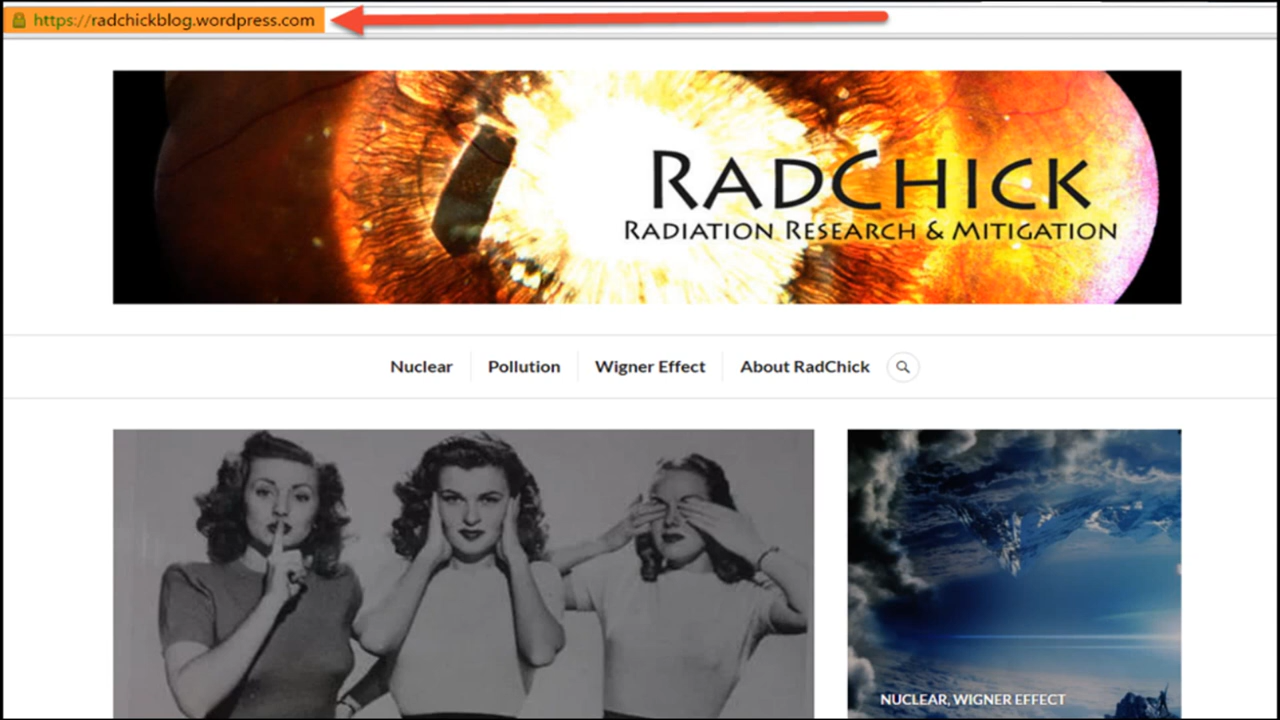 https://radchickblog.wordpress.com
RADCHICK
RADIATION RESEARCH & MITIGATION
Nuclear
Pollution
Wigner Effect
About RadChick
NUCLEAR, WIGNER EFFECT